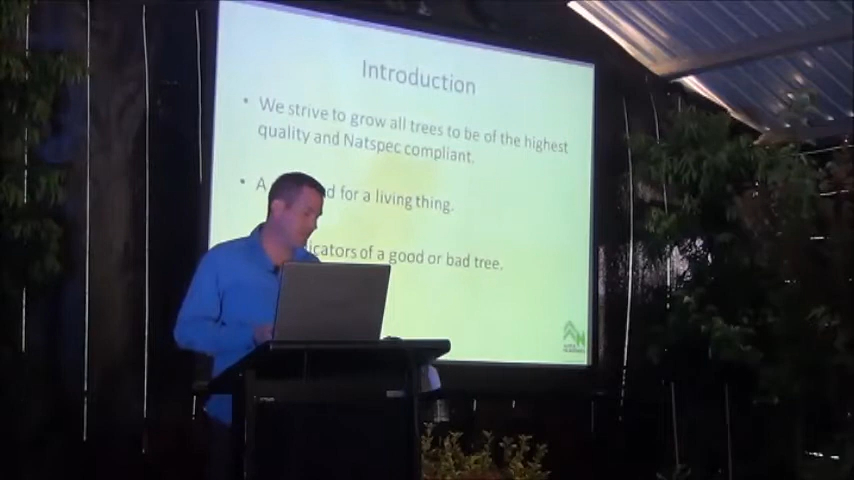 Introduction
• We strive to grow all trees to be of the highest
quality and Natspec compliant.
• A for a living thing.
of a good or bad tree.